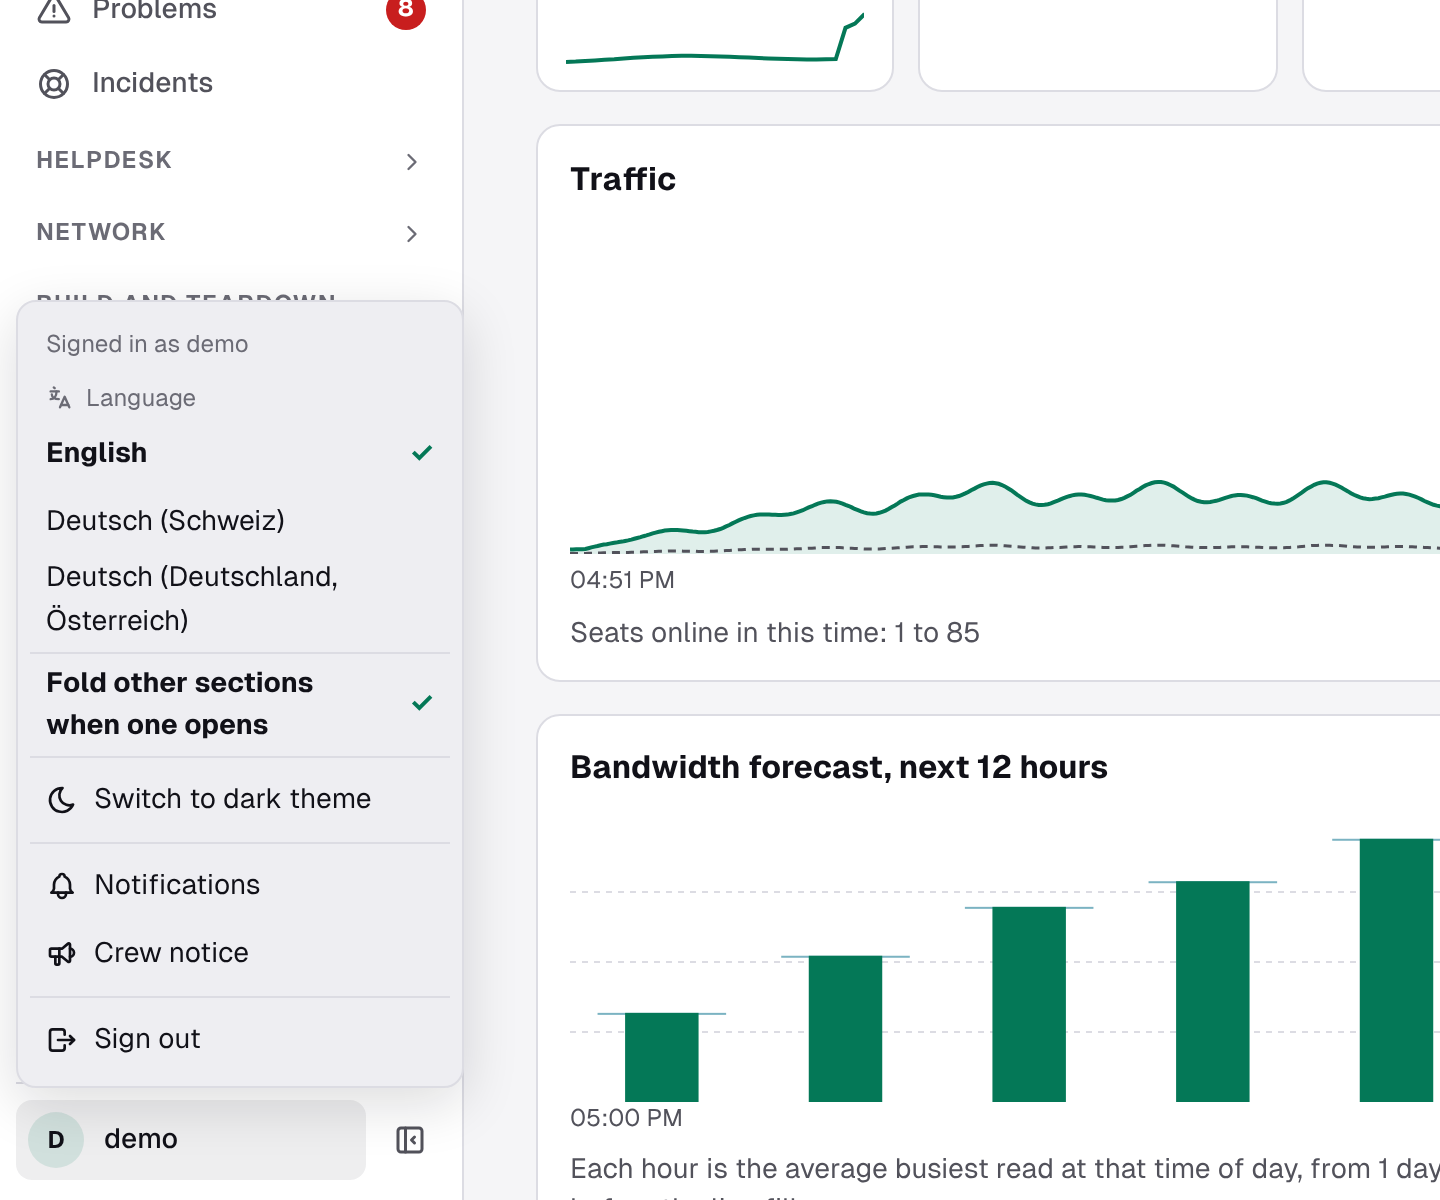 Problems
8
Incidents
HELPDESK
NETWORK
BUILD AND TEARDOWN
Signed in as demo
Language
English
Deutsch (Schweiz)
Deutsch (Deutschland,
Österreich)
Fold other sections
when one opens
Switch to dark theme
Notifications
Crew notice
Sign out
D
demo
Traffic
04:51 PM
Seats online in this time: 1 to 85
Bandwidth forecast, next 12 hours
05:00 PM
Each hour is the average busiest read at that time of day, from 1 day